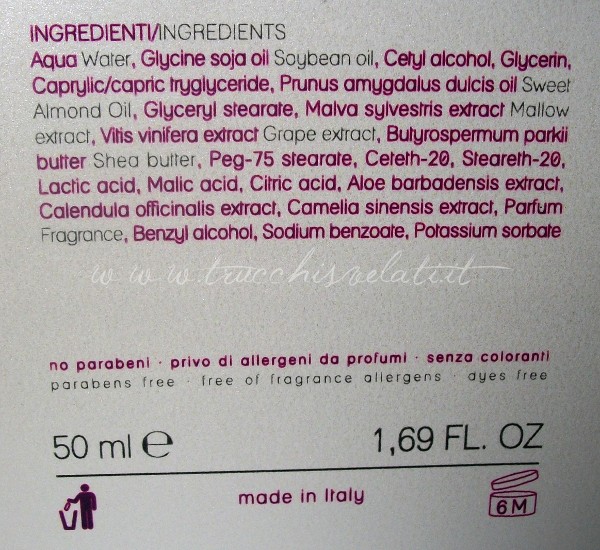 INGREDIENTI/INGREDIENTS
Aqua Water, Glycine soja oil Soybean oil, Cetyl alcohol, Glycerin,
Caprylic/capric tryglyceride, Prunus amygdalus dulcis oil Sweet
Almond Oil, Glyceryl stearate, Malva sylvestris extract Mallow
extract, Vitis vinifera extract Grape extract, Butyrospermum parkii
butter Shea butter, Peg-75 stearate, Ceteth-20, Steareth-20,
Lactic acid, Malic acid, Citric acid, Aloe barbadensis extract,
Calendula officinalis extract, Camelia sinensis extract, Parfum
Fragrance, Benzyl alcohol, Sodium benzoate, Potassium sorbate
www.trucchisvelati.it
no parabeni · privo di allergeni da profumi · senza coloranti
parabens free · free of fragrance allergens · dyes free
50 ml ℮ 1,69 FL. OZ
made in Italy
6M